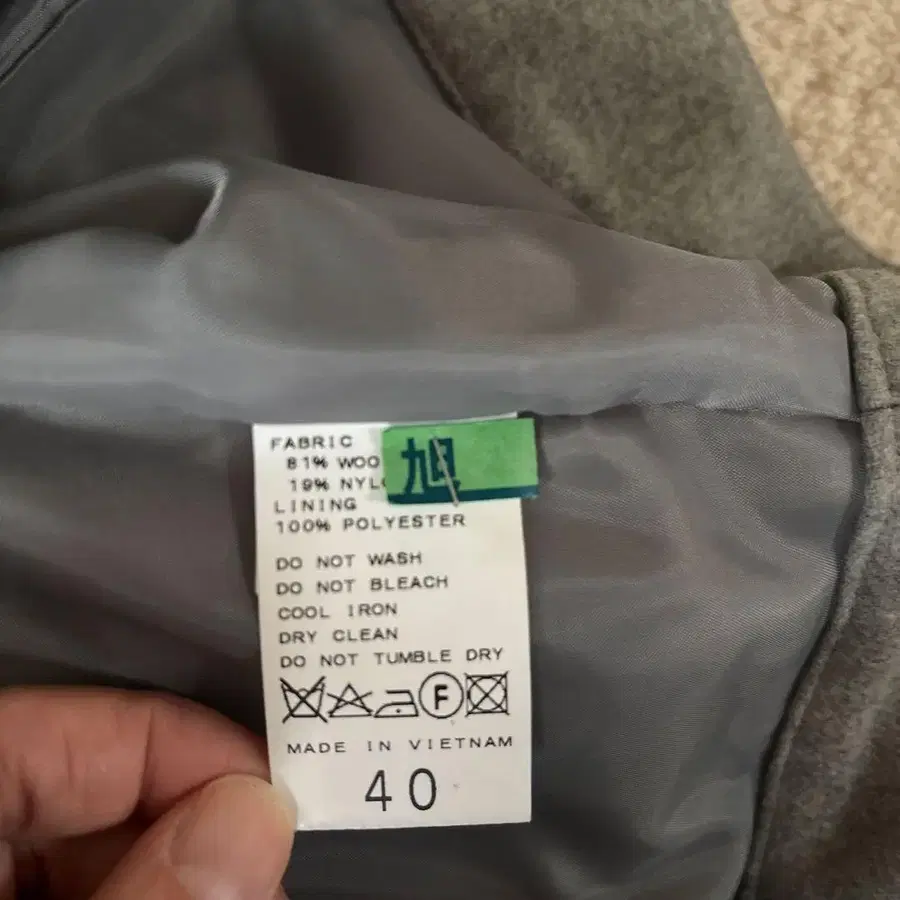 FABRIC
81% WOO
旭
19% NYL
LINING
100% POLYESTER
DO NOT WASH
DO NOT BLEACH
COOL IRON
DRY CLEAN
DO NOT TUMBLE DRY
F
MADE IN VIETNAM
40